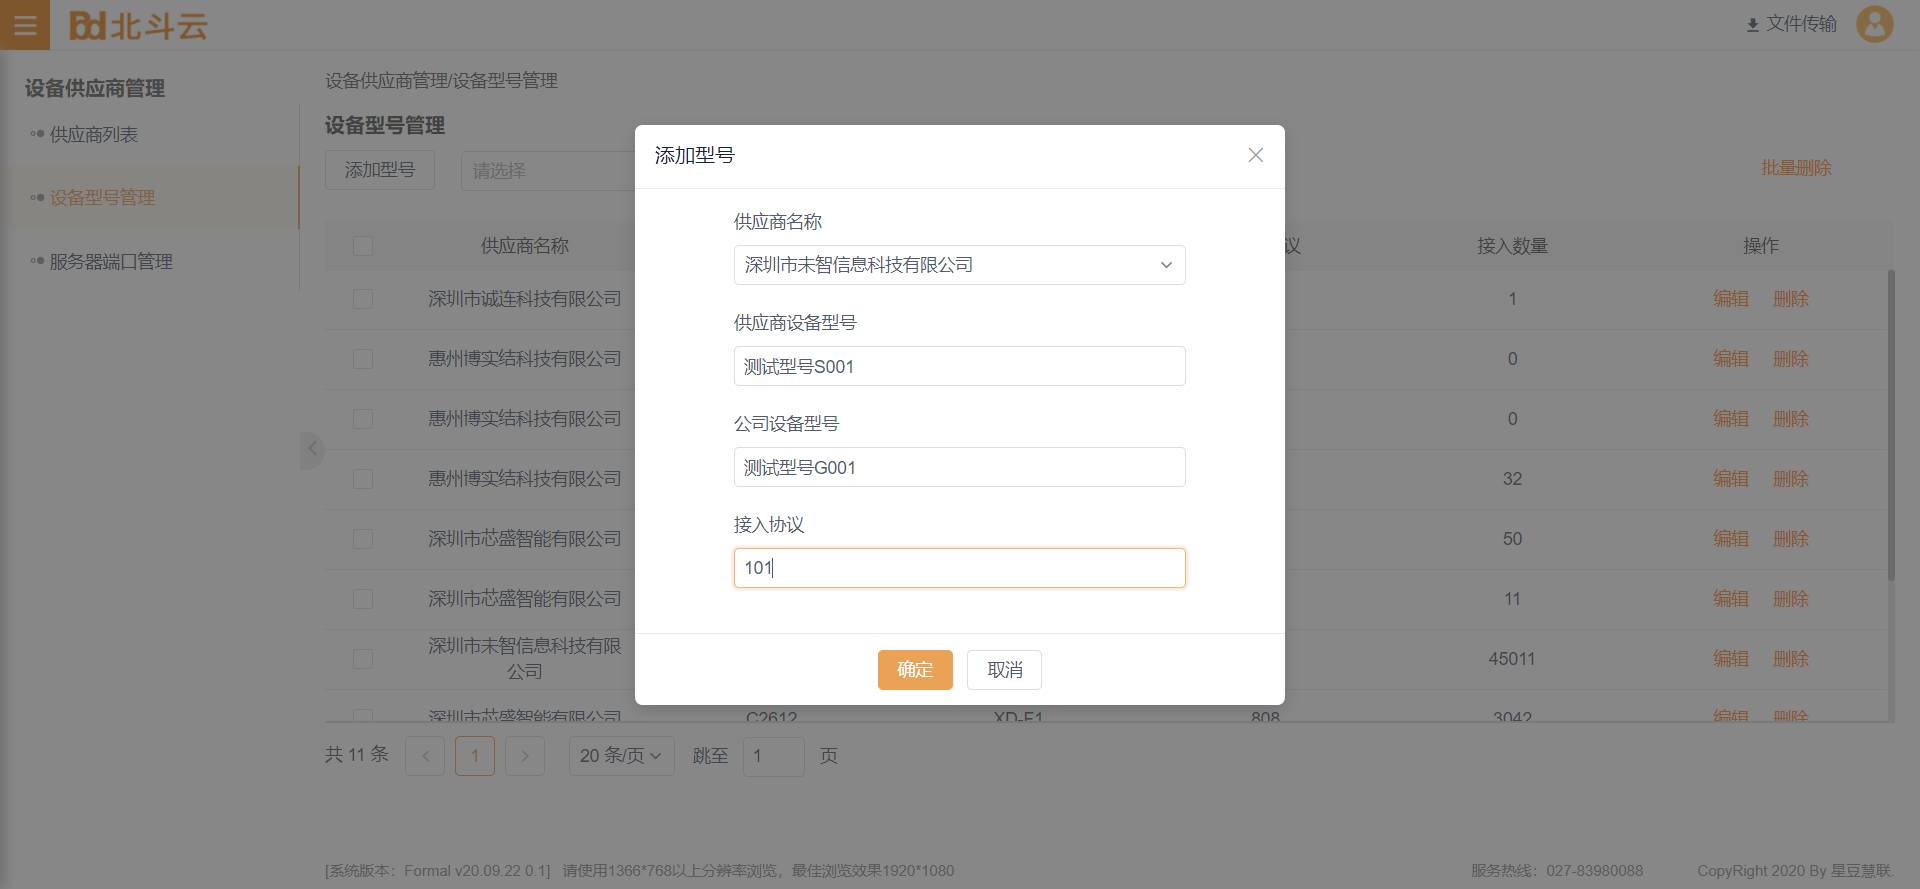 北斗云
文件传输
设备供应商管理
供应商列表
设备型号管理
服务器端口管理
设备供应商管理/设备型号管理
设备型号管理
添加型号
请选择
批量删除
供应商名称
议
接入数量
操作
深圳市诚连科技有限公司
1
编辑 删除
惠州博实结科技有限公司
0
编辑 删除
惠州博实结科技有限公司
0
编辑 删除
惠州博实结科技有限公司
32
编辑 删除
深圳市芯盛智能有限公司
50
编辑 删除
深圳市芯盛智能有限公司
11
编辑 删除
深圳市未智信息科技有限
公司
45011
编辑 删除
深圳市芯盛智能有限公司
C2612
XD-E1
808
3042
编辑 删除
添加型号
供应商名称
深圳市未智信息科技有限公司
供应商设备型号
测试型号S001
公司设备型号
测试型号G001
接入协议
101
确定
取消
共 11 条
1
20 条/页
跳至
1
页
[系统版本：Formal v20.09.22 0.1] 请使用1366*768以上分辨率浏览，最佳浏览效果1920*1080
服务热线：027-83980088
CopyRight 2020 By 星豆慧联.